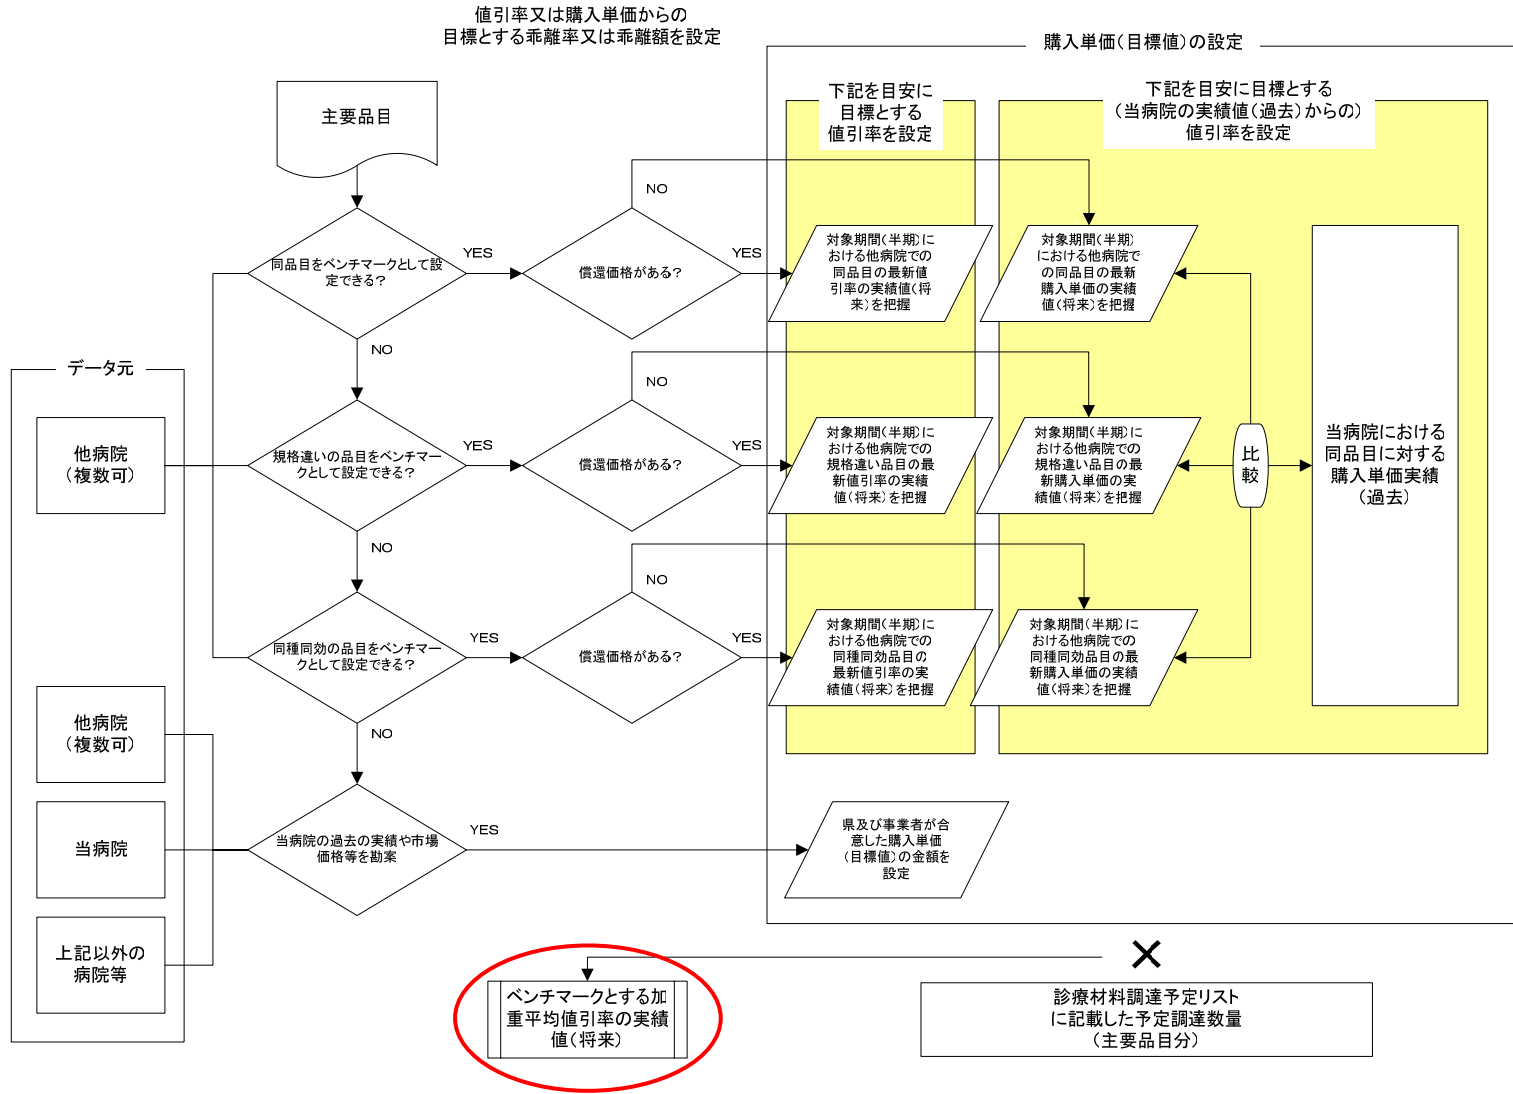 値引率又は購入単価からの
目標とする乖離率又は乖離額を設定
購入単価(目標値)の設定
下記を目安に
目標とする
値引率を設定
下記を目安に目標とする
(当病院の実績値(過去)からの)
値引率を設定
主要品目
同品目をベンチマークとして設
定できる?
YES
NO
償還価格がある?
NO
YES
対象期間(半期)に
おける他病院での
同品目の最新値
引率の実績値(将
来)を把握
対象期間(半期)
における他病院で
の同品目の最新
購入単価の実績
値(将来)を把握
データ元
他病院
(複数可)
規格違いの品目をベンチマー
クとして設定できる?
YES
NO
償還価格がある?
NO
YES
対象期間(半期)に
おける他病院での
規格違い品目の最
新値引率の実績
値(将来)を把握
対象期間(半期)に
おける他病院での
規格違い品目の最
新購入単価の実
績値(将来)を把握
比
較
当病院における
同品目に対する
購入単価実績
(過去)
同種同効の品目をベンチマー
クとして設定できる?
YES
NO
償還価格がある?
NO
YES
対象期間(半期)に
おける他病院での
同種同効品目の
最新値引率の実
績値(将来)を把握
対象期間(半期)に
おける他病院での
同種同効品目の最
新購入単価の実績
値(将来)を把握
他病院
(複数可)
当病院
上記以外の
病院等
当病院の過去の実績や市場
価格等を勘案
YES
県及び事業者が合
意した購入単価
(目標値)の金額を
設定
ベンチマークとする加
重平均値引率の実績
値(将来)
×
診療材料調達予定リスト
に記載した予定調達数量
(主要品目分)